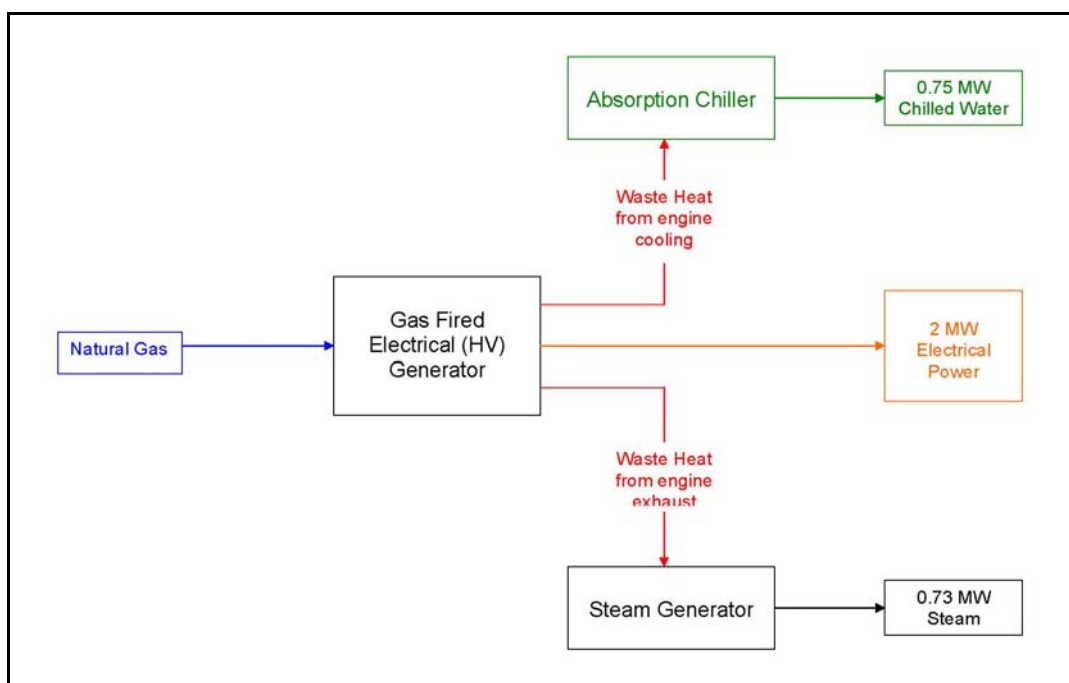 Absorption Chiller
0.75 MW
Chilled Water
Waste Heat
from engine
cooling
Natural Gas
Gas Fired
Electrical (HV)
Generator
2 MW
Electrical
Power
Waste Heat
from engine
exhaust
Steam Generator
0.73 MW
Steam